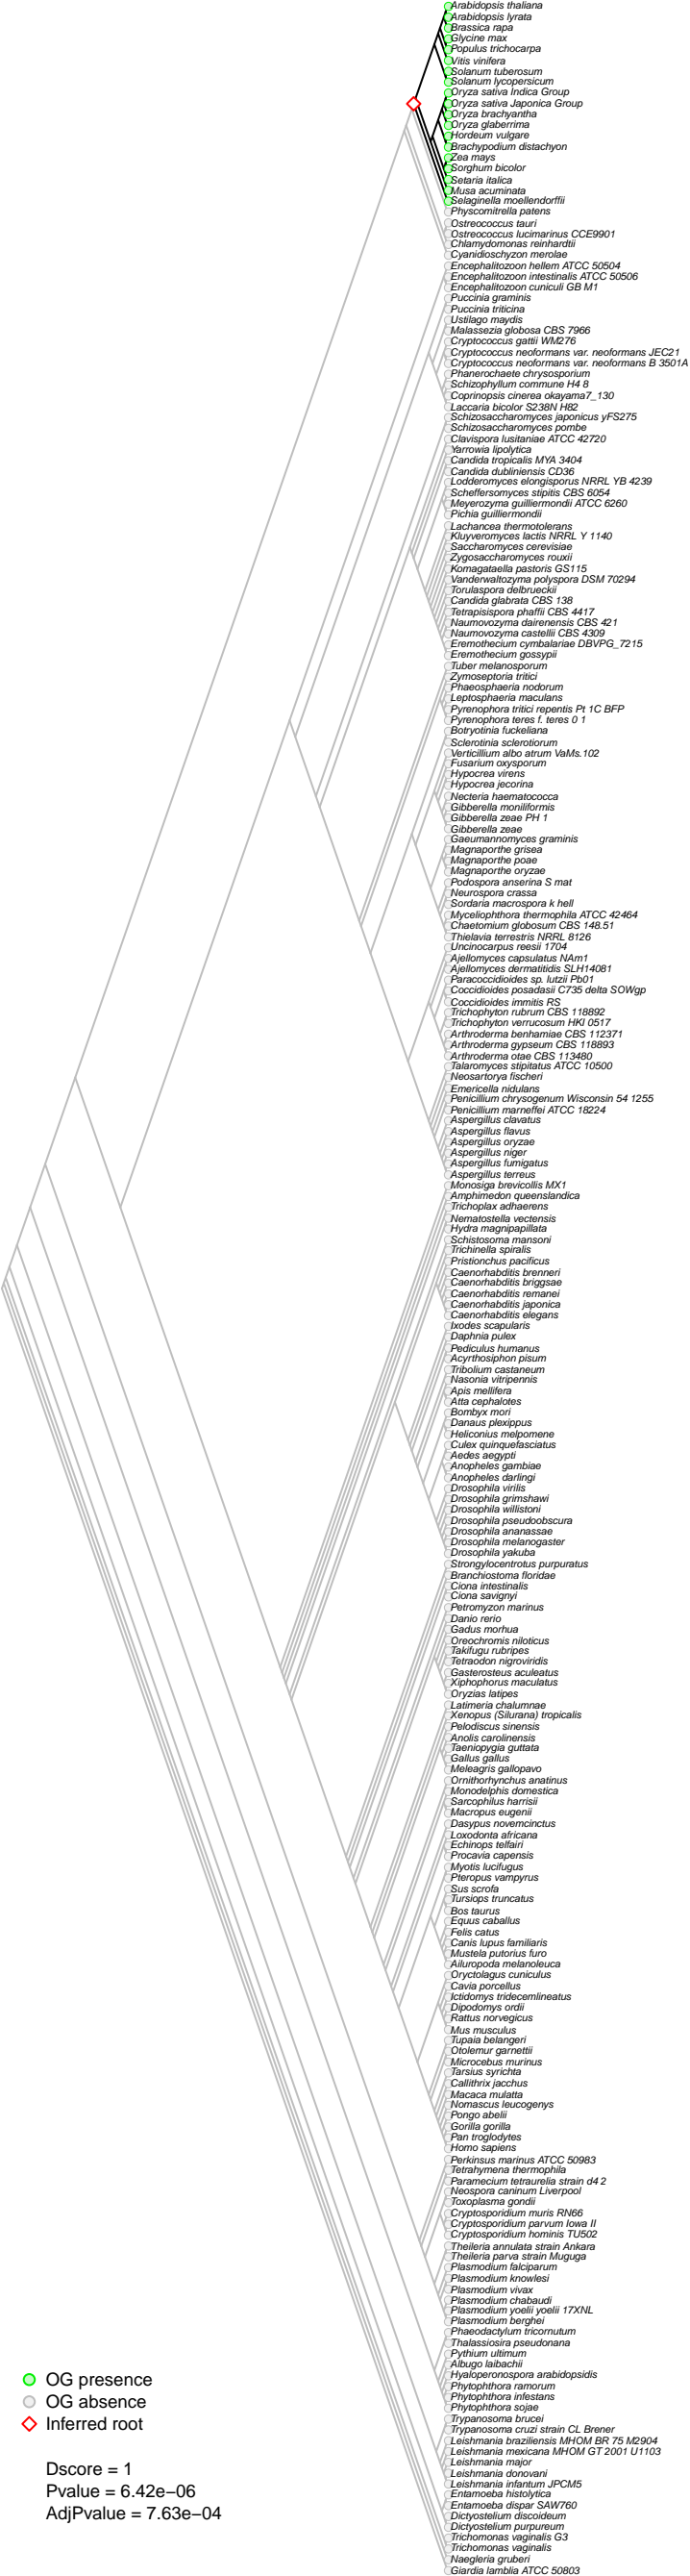 Arabidopsis thaliana
Arabidopsis lyrata
Brassica rapa
Glycine max
Populus trichocarpa
Vitis vinifera
Solanum tuberosum
Solanum lycopersicum
Oryza sativa Indica Group
Oryza sativa Japonica Group
Oryza brachyantha
Oryza glaberrima
Hordeum vulgare
Brachypodium distachyon
Zea mays
Sorghum bicolor
Setaria italica
Musa acuminata
Selaginella moellendorffii
Physcomitrella patens
Ostreococcus tauri
Ostreococcus lucimarinus CCE9901
Chlamydomonas reinhardtii
Cyanidioschyzon merolae
Encephalitozoon hellem ATCC 50504
Encephalitozoon intestinalis ATCC 50506
Encephalitozoon cuniculi GB M1
Puccinia graminis
Puccinia triticina
Ustilago maydis
Malassezia globosa CBS 7966
Cryptococcus gattii WM276
Cryptococcus neoformans var. neoformans JEC21
Cryptococcus neoformans var. neoformans B 3501A
Phanerochaete chrysosporium
Schizophyllum commune H4 8
Coprinopsis cinerea okayama7_130
Laccaria bicolor S238N H82
Schizosaccharomyces japonicus yFS275
Schizosaccharomyces pombe
Clavispora lusitaniae ATCC 42720
Yarrowia lipolytica
Candida tropicalis MYA 3404
Candida dubliniensis CD36
Lodderomyces elongisporus NRRL YB 4239
Scheffersomyces stipitis CBS 6054
Meyerozyma guilliermondii ATCC 6260
Pichia guilliermondii
Lachancea thermotolerans
Kluyveromyces lactis NRRL Y 1140
Saccharomyces cerevisiae
Zygosaccharomyces rouxii
Komagataella pastoris GS115
Vanderwaltozyma polyspora DSM 70294
Torulaspora delbrueckii
Candida glabrata CBS 138
Tetrapisispora phaffii CBS 4417
Naumovozyma dairenensis CBS 421
Naumovozyma castellii CBS 4309
Eremothecium cymbalariae DBVPG_7215
Eremothecium gossypii
Tuber melanosporum
Zymoseptoria tritici
Phaeosphaeria nodorum
Leptosphaeria maculans
Pyrenophora tritici repentis Pt 1C BFP
Pyrenophora teres f. teres 0 1
Botryotinia fuckeliana
Sclerotinia sclerotiorum
Verticillium albo atrum VaMs.102
Fusarium oxysporum
Hypocrea virens
Hypocrea jecorina
Necteria haematococca
Gibberella moniliformis
Gibberella zeae PH 1
Gibberella zeae
Gaeumannomyces graminis
Magnaporthe grisea
Magnaporthe poae
Magnaporthe oryzae
Podospora anserina S mat
Neurospora crassa
Sordaria macrospora k hell
Myceliophthora thermophila ATCC 42464
Chaetomium globosum CBS 148.51
Thielavia terrestris NRRL 8126
Uncinocarpus reesii 1704
Ajellomyces capsulatus NAm1
Ajellomyces dermatitidis SLH14081
Paracoccidioides sp. lutzii Pb01
Coccidioides posadasii C735 delta SOWgp
Coccidioides immitis RS
Trichophyton rubrum CBS 118892
Trichophyton verrucosum HKI 0517
Arthroderma benhamiae CBS 112371
Arthroderma gypseum CBS 118893
Arthroderma otae CBS 113480
Talaromyces stipitatus ATCC 10500
Neosartorya fischeri
Emericella nidulans
Penicillium chrysogenum Wisconsin 54 1255
Penicillium marneffei ATCC 18224
Aspergillus clavatus
Aspergillus flavus
Aspergillus oryzae
Aspergillus niger
Aspergillus fumigatus
Aspergillus terreus
Monosiga brevicollis MX1
Amphimedon queenslandica
Trichoplax adhaerens
Nematostella vectensis
Hydra magnipapillata
Schistosoma mansoni
Trichinella spiralis
Pristionchus pacificus
Caenorhabditis brenneri
Caenorhabditis briggsae
Caenorhabditis remanei
Caenorhabditis japonica
Caenorhabditis elegans
Ixodes scapularis
Daphnia pulex
Pediculus humanus
Acyrthosiphon pisum
Tribolium castaneum
Nasonia vitripennis
Apis mellifera
Atta cephalotes
Bombyx mori
Danaus plexippus
Heliconius melpomene
Culex quinquefasciatus
Aedes aegypti
Anopheles gambiae
Anopheles darlingi
Drosophila virilis
Drosophila grimshawi
Drosophila willistoni
Drosophila pseudoobscura
Drosophila ananassae
Drosophila melanogaster
Drosophila yakuba
Strongylocentrotus purpuratus
Branchiostoma floridae
Ciona intestinalis
Ciona savignyi
Petromyzon marinus
Danio rerio
Gadus morhua
Oreochromis niloticus
Takifugu rubripes
Tetraodon nigroviridis
Gasterosteus aculeatus
Xiphophorus maculatus
Oryzias latipes
Latimeria chalumnae
Xenopus (Silurana) tropicalis
Pelodiscus sinensis
Anolis carolinensis
Taeniopygia guttata
Gallus gallus
Meleagris gallopavo
Ornithorhynchus anatinus
Monodelphis domestica
Sarcophilus harrisii
Macropus eugenii
Dasypus novemcinctus
Loxodonta africana
Echinops telfairi
Procavia capensis
Myotis lucifugus
Pteropus vampyrus
Sus scrofa
Tursiops truncatus
Bos taurus
Equus caballus
Felis catus
Canis lupus familiaris
Mustela putorius furo
Ailuropoda melanoleuca
Oryctolagus cuniculus
Cavia porcellus
Ictidomys tridecemlineatus
Dipodomys ordii
Rattus norvegicus
Mus musculus
Tupaia belangeri
Otolemur garnettii
Microcebus murinus
Tarsius syrichta
Callithrix jacchus
Macaca mulatta
Nomascus leucogenys
Pongo abelii
Gorilla gorilla
Pan troglodytes
Homo sapiens
Perkinsus marinus ATCC 50983
Tetrahymena thermophila
Paramecium tetraurelia strain d4 2
Neospora caninum Liverpool
Toxoplasma gondii
Cryptosporidium muris RN66
Cryptosporidium parvum Iowa II
Cryptosporidium hominis TU502
Theileria annulata strain Ankara
Theileria parva strain Muguga
Plasmodium falciparum
Plasmodium knowlesi
Plasmodium vivax
Plasmodium chabaudi
Plasmodium yoelii yoelii 17XNL
Plasmodium berghei
Phaeodactylum tricornutum
Thalassiosira pseudonana
Pythium ultimum
Albugo laibachii
Hyaloperonospora arabidopsidis
Phytophthora ramorum
Phytophthora infestans
Phytophthora sojae
Trypanosoma brucei
Trypanosoma cruzi strain CL Brener
Leishmania braziliensis MHOM BR 75 M2904
Leishmania mexicana MHOM GT 2001 U1103
Leishmania major
Leishmania donovani
Leishmania infantum JPCM5
Entamoeba histolytica
Entamoeba dispar SAW760
Dictyostelium discoideum
Dictyostelium purpureum
Trichomonas vaginalis G3
Trichomonas vaginalis
Naegleria gruberi
Giardia lamblia ATCC 50803
OG presence
OG absence
Inferred root
Dscore = 1
Pvalue = 6.42e−06
AdjPvalue = 7.63e−04